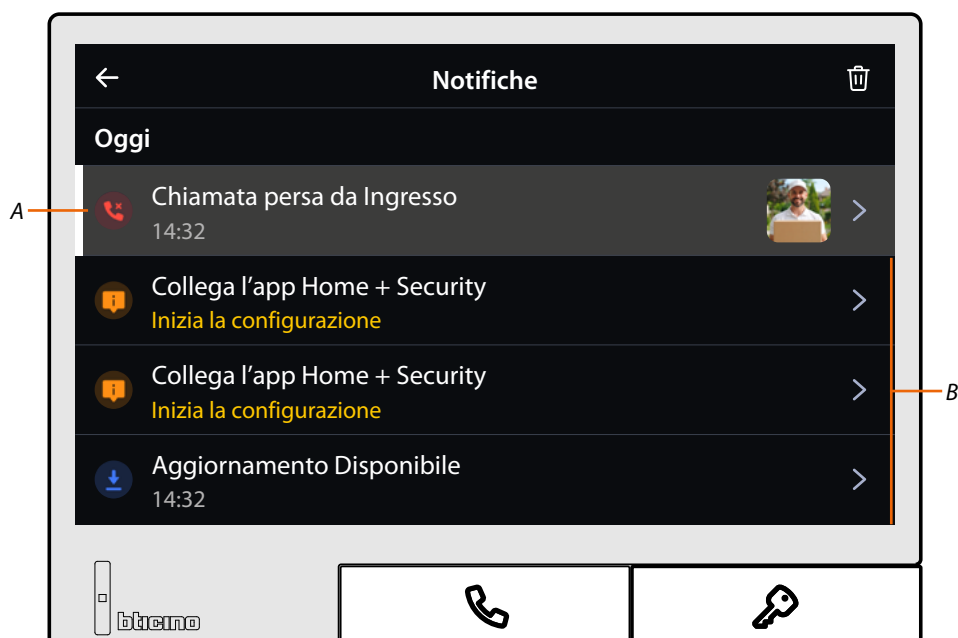 Notifiche
Oggi
Chiamata persa da Ingresso
14:32
A
Collega l’app Home + Security
Inizia la configurazione
Collega l’app Home + Security
Inizia la configurazione
B
Aggiornamento Disponibile
14:32
bticino